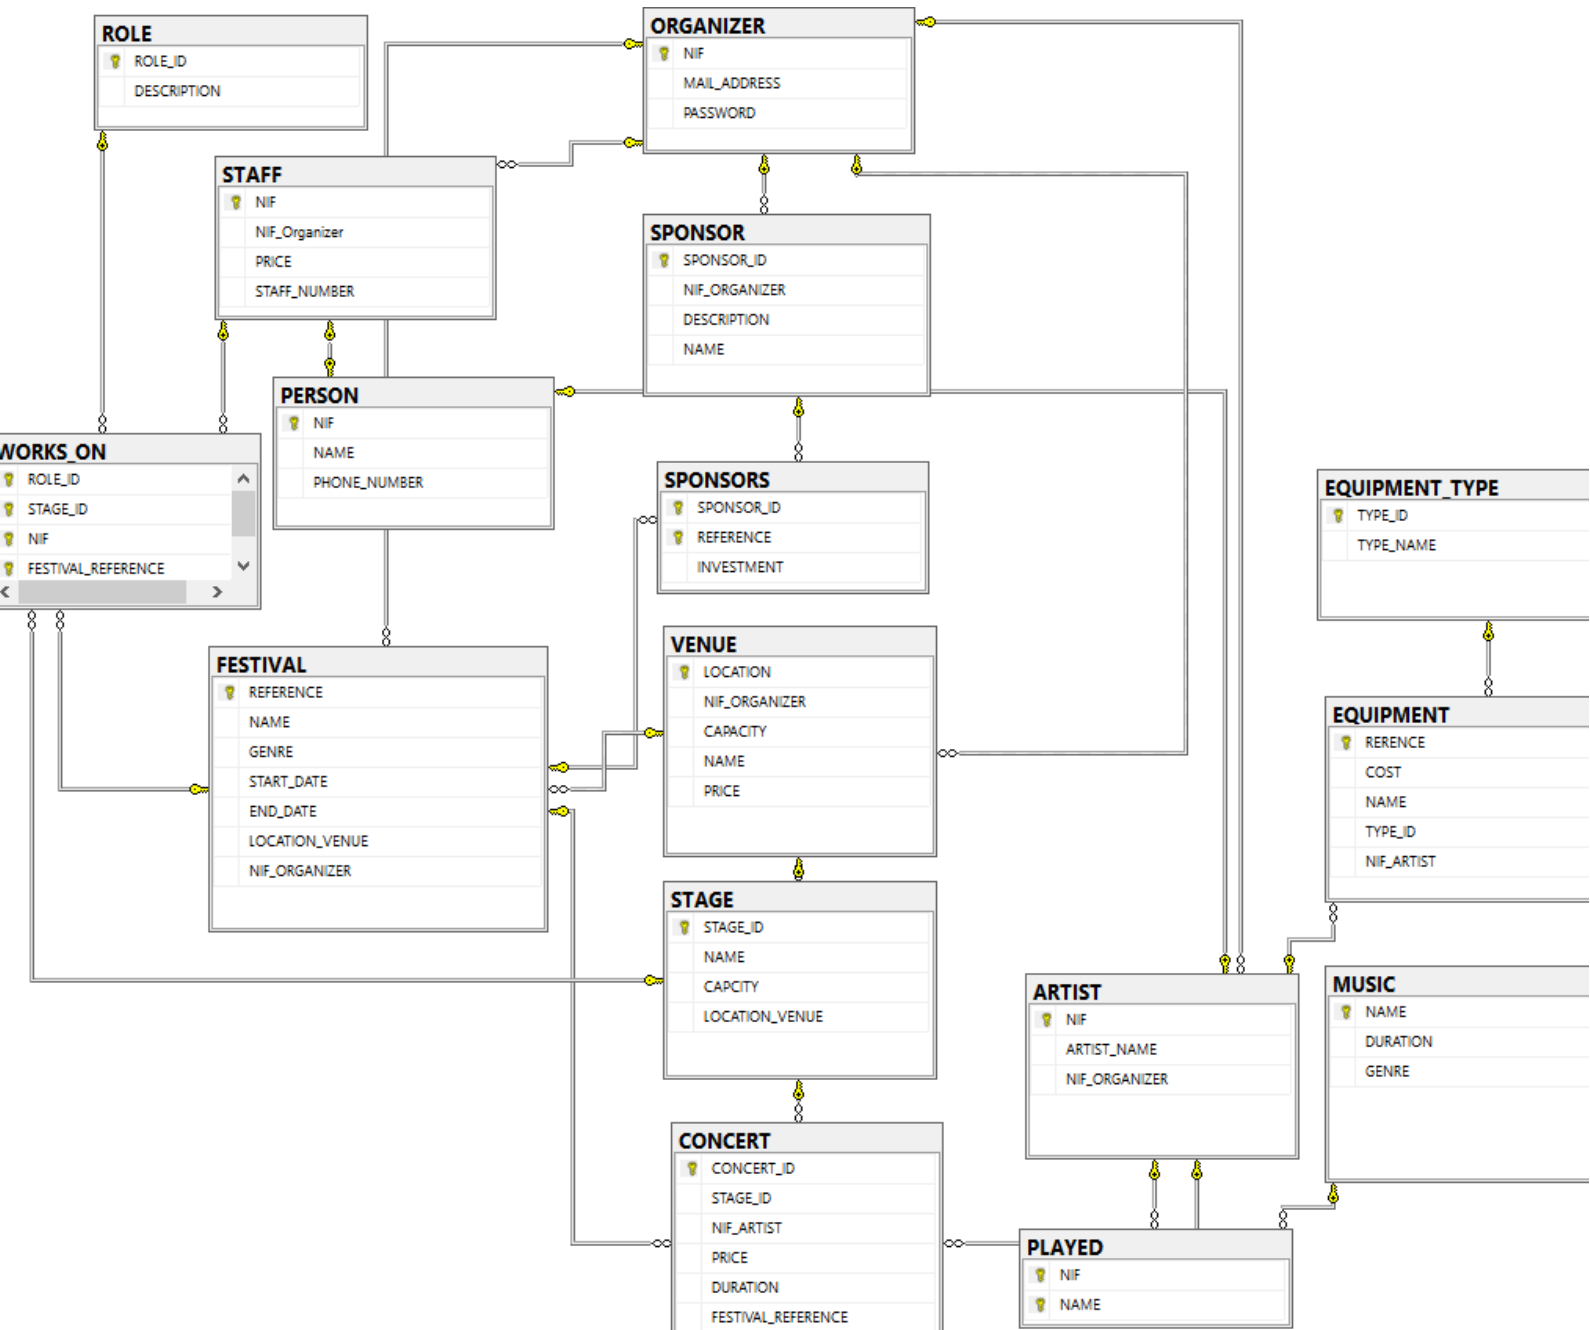 ROLE
ROLE_ID
DESCRIPTION
ORGANIZER
NIF
MAIL_ADDRESS
PASSWORD
STAFF
NIF
NIF_Organizer
PRICE
STAFF_NUMBER
SPONSOR
SPONSOR_ID
NIF_ORGANIZER
DESCRIPTION
NAME
PERSON
NIF
NAME
PHONE_NUMBER
WORKS_ON
ROLE_ID
STAGE_ID
NIF
FESTIVAL_REFERENCE
SPONSORS
SPONSOR_ID
REFERENCE
INVESTMENT
EQUIPMENT_TYPE
TYPE_ID
TYPE_NAME
FESTIVAL
REFERENCE
NAME
GENRE
START_DATE
END_DATE
LOCATION_VENUE
NIF_ORGANIZER
VENUE
LOCATION
NIF_ORGANIZER
CAPACITY
NAME
PRICE
EQUIPMENT
RERENCE
COST
NAME
TYPE_ID
NIF_ARTIST
STAGE
STAGE_ID
NAME
CAPCITY
LOCATION_VENUE
ARTIST
NIF
ARTIST_NAME
NIF_ORGANIZER
MUSIC
NAME
DURATION
GENRE
CONCERT
CONCERT_ID
STAGE_ID
NIF_ARTIST
PRICE
DURATION
FESTIVAL_REFERENCE
PLAYED
NIF
NAME